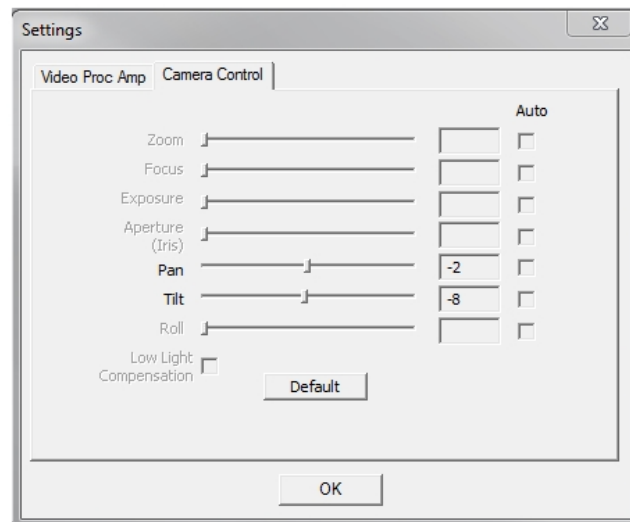 Settings
Video Proc Amp
Camera Control
Auto
Zoom
Focus
Exposure
Aperture
(Iris)
Pan
-2
Tilt
-8
Roll
Low Light
Compensation
Default
OK